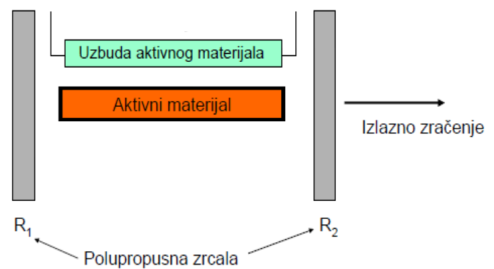 Uzbuda aktivnog materijala
Aktivni materijal
Izlazno zračenje
R1
R2
Polupropusna zrcala